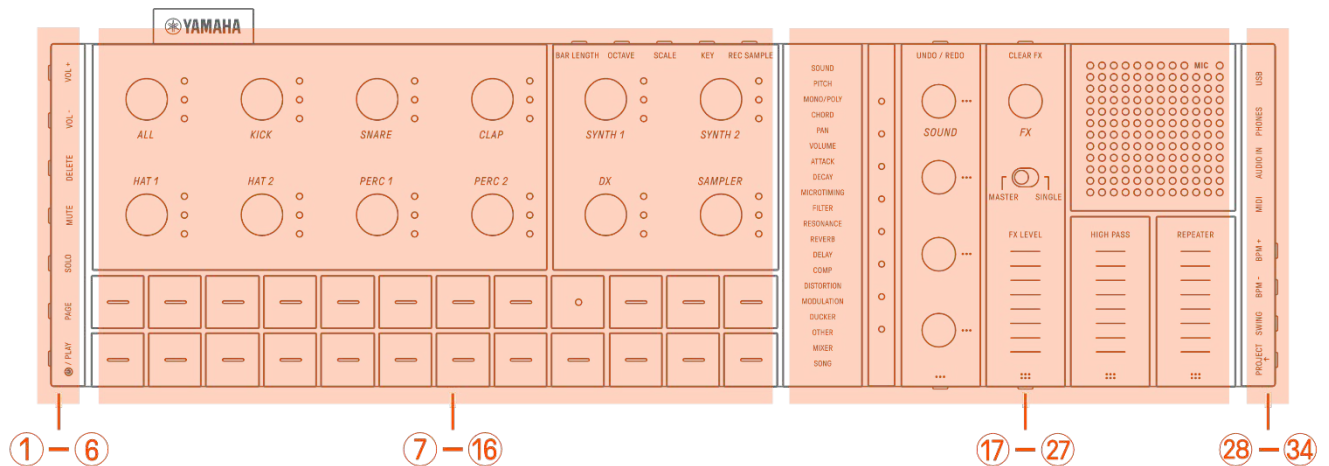 YAMAHA
VOL +
VOL -
DELETE
MUTE
SOLO
PAGE
/ PLAY
BAR LENGTH OCTAVE SCALE KEY REC SAMPLE
ALL KICK SNARE CLAP SYNTH 1 SYNTH 2
HAT 1 HAT 2 PERC 1 PERC 2 DX SAMPLER
SOUND
PITCH
MONO/POLY
CHORD
PAN
VOLUME
ATTACK
DECAY
MICROTIMING
FILTER
RESONANCE
REVERB
DELAY
COMP
DISTORTION
MODULATION
DUCKER
OTHER
MIXER
SONG
UNDO / REDO
SOUND
CLEAR FX
FX
MASTER SINGLE
MIC
FX LEVEL HIGH PASS REPEATER
USB
PHONES
AUDIO IN
MIDI
BPM +
BPM -
SWING
PROJECT
1 – 6 7 – 16 17 – 27 28 – 34